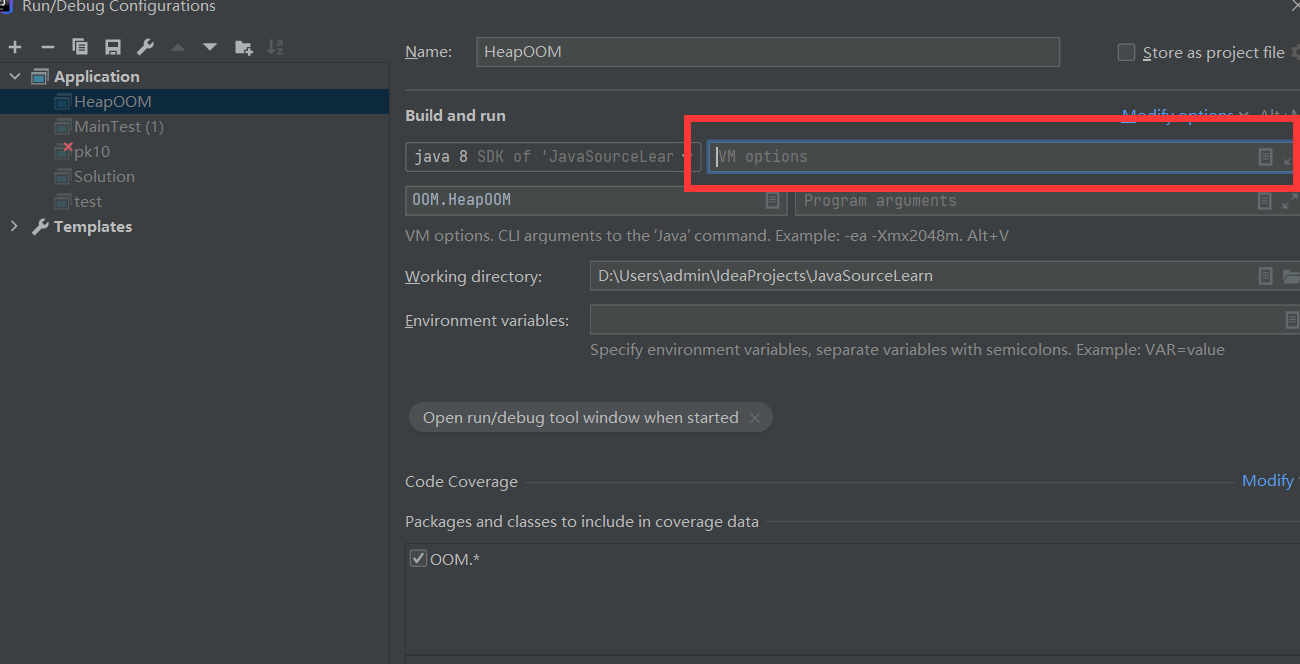 Run/Debug Configurations
Name: HeapOOM Store as project file
Application
HeapOOM
MainTest (1)
pk10
Solution
test
Templates
Build and run
Modify options Alt+M
java 8 SDK of 'JavaSourceLear VM options
OOM.HeapOOM Program arguments
VM options. CLI arguments to the ‘Java’ command. Example: -ea -Xmx2048m. Alt+V
Working directory: D:\Users\admin\IdeaProjects\JavaSourceLearn
Environment variables:
Specify environment variables, separate variables with semicolons. Example: VAR=value
Open run/debug tool window when started
Code Coverage Modify
Packages and classes to include in coverage data
OOM.*